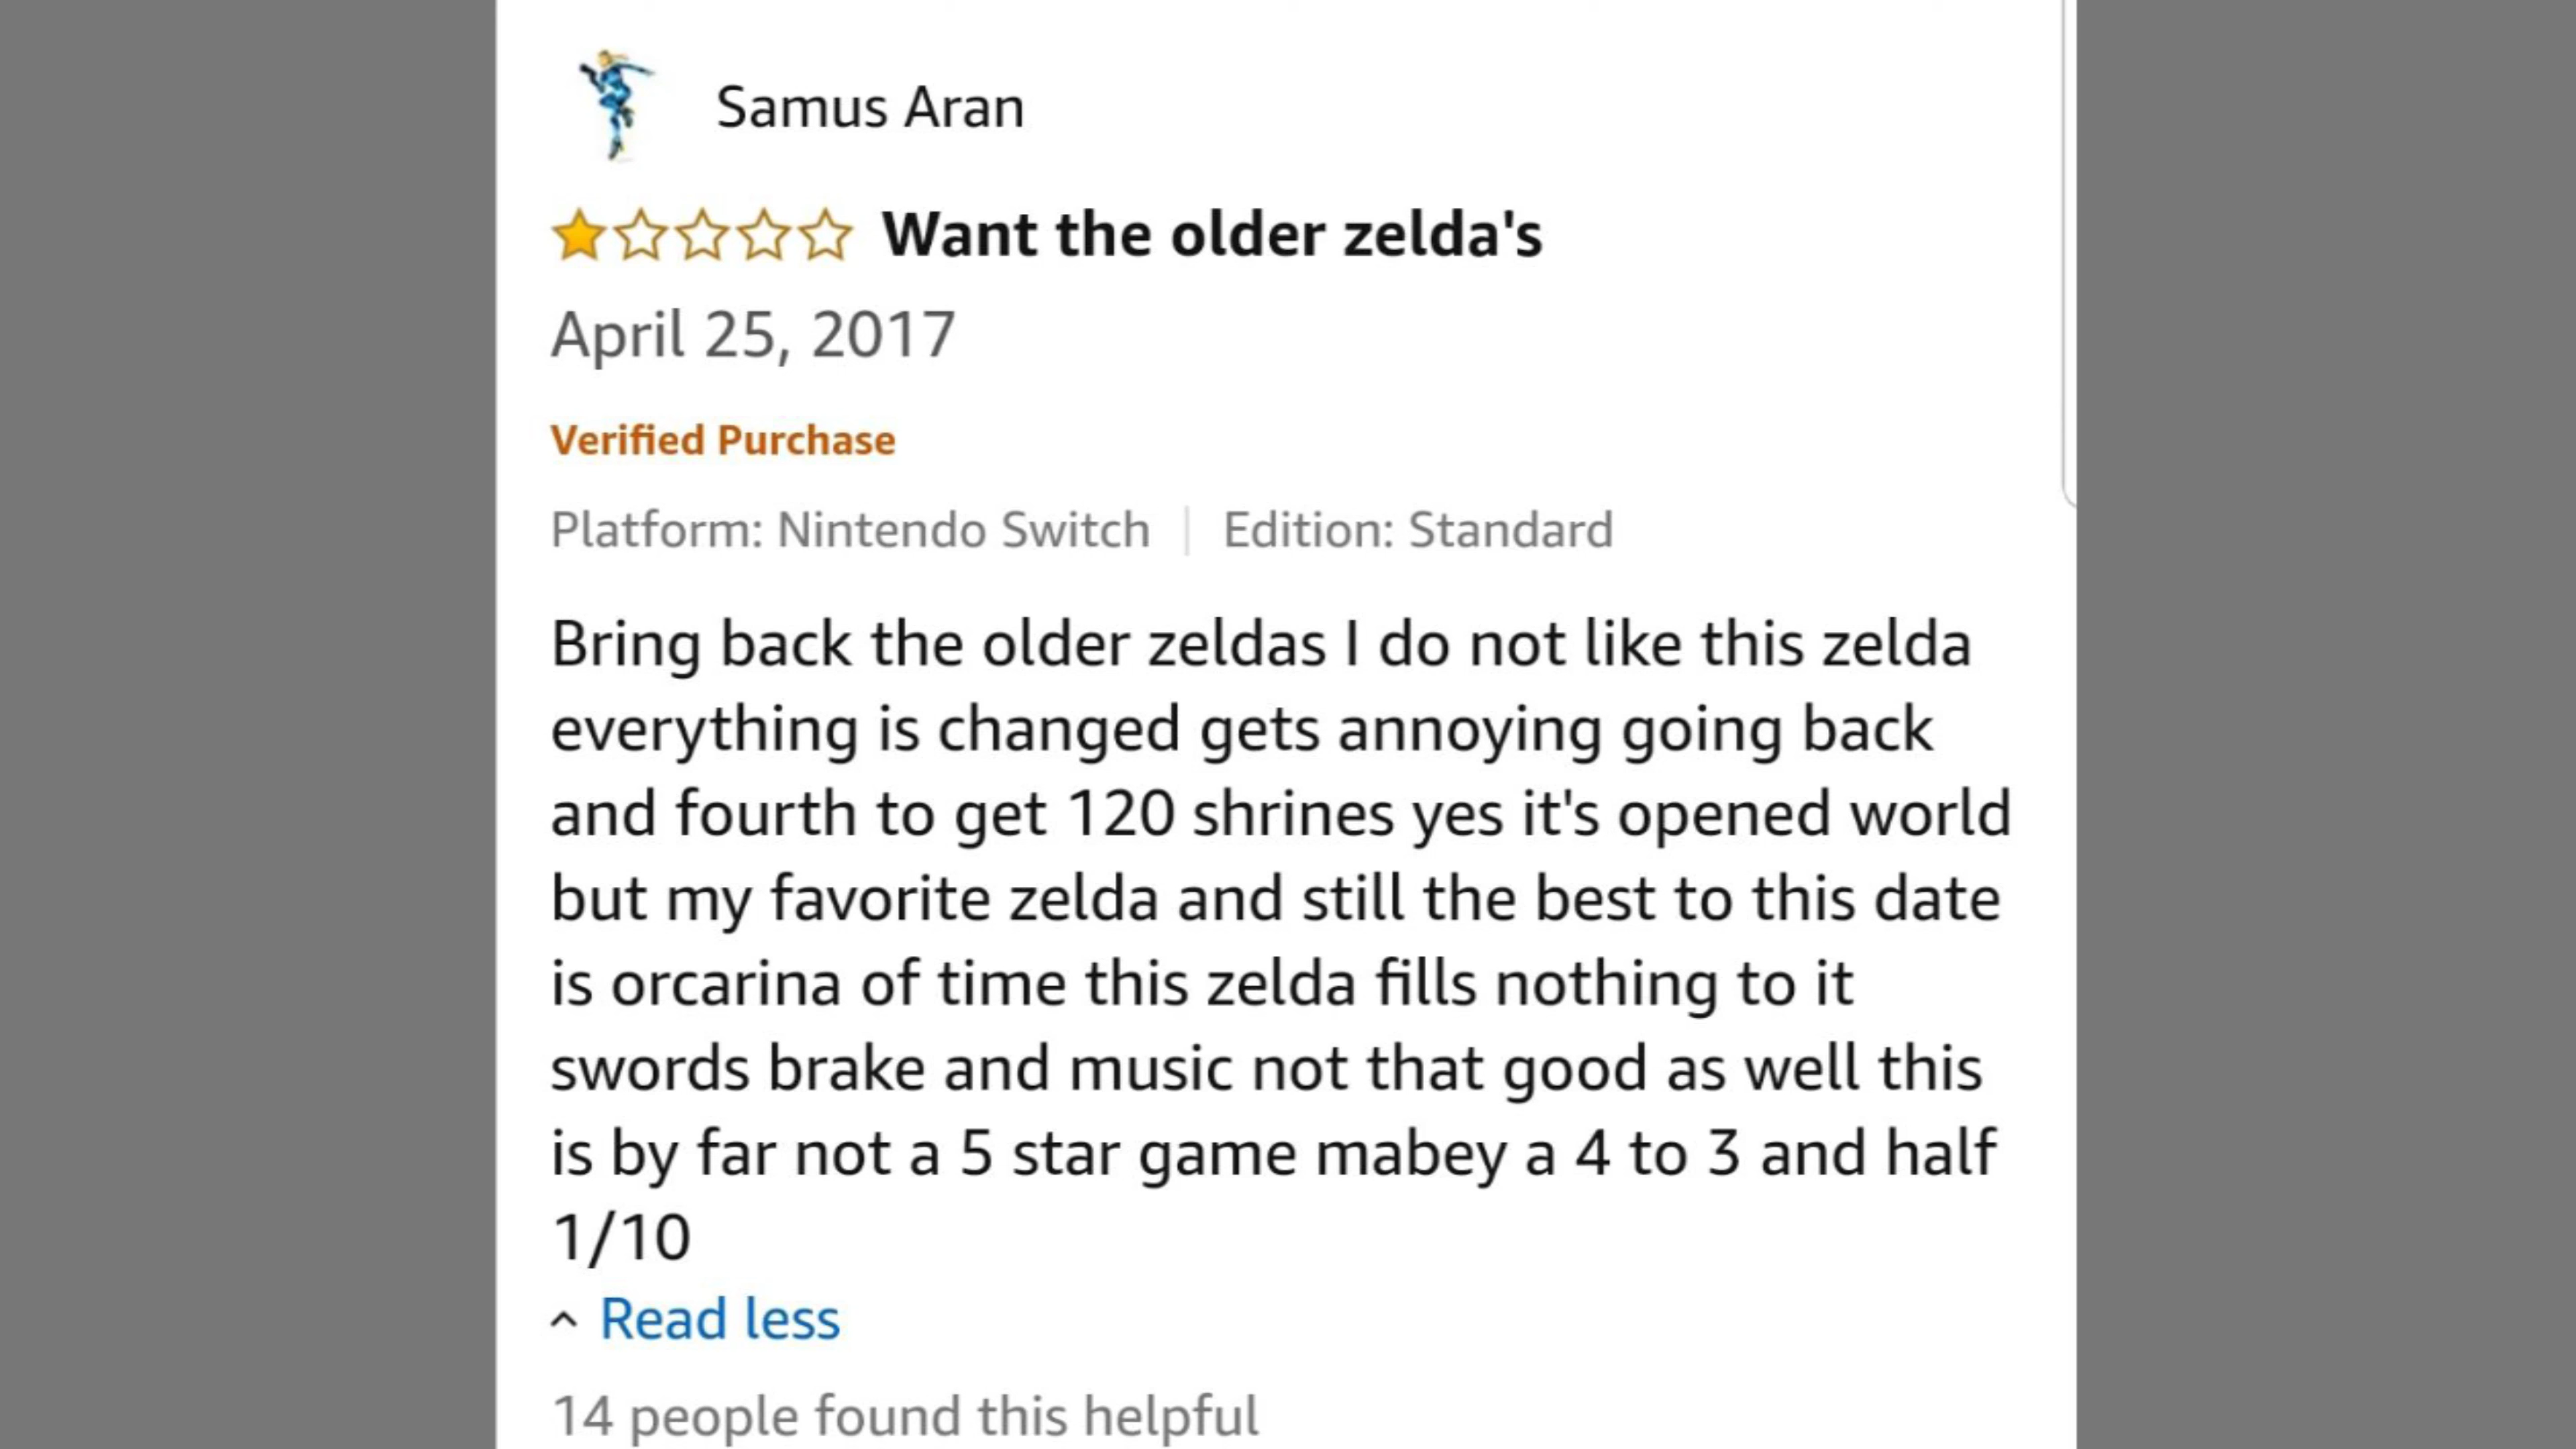 Samus Aran
Want the older zelda's
April 25, 2017
Verified Purchase
Platform: Nintendo Switch | Edition: Standard
Bring back the older zeldas I do not like this zelda
everything is changed gets annoying going back
and fourth to get 120 shrines yes it's opened world
but my favorite zelda and still the best to this date
is orcarina of time this zelda fills nothing to it
swords brake and music not that good as well this
is by far not a 5 star game mabey a 4 to 3 and half
1/10
Read less
14 people found this helpful